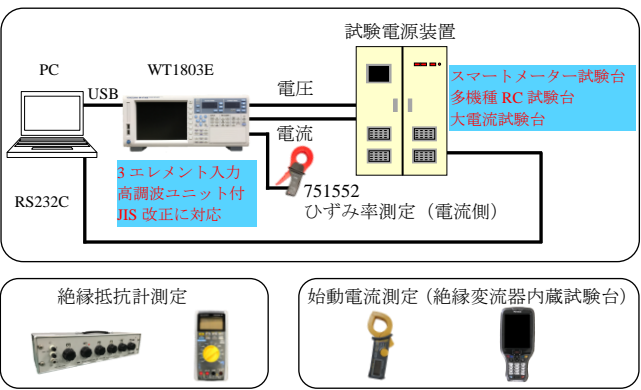 試験電源装置
PC
WT1803E
USB
電圧
スマートメーター試験台
多機種 RC 試験台
大電流試験台
電流
3 エレメント入力
高調波ユニット付
JIS 改正に対応
751552
ひずみ率測定（電流側）
RS232C
絶縁抵抗計測定
始動電流測定（絶縁変流器内蔵試験台）